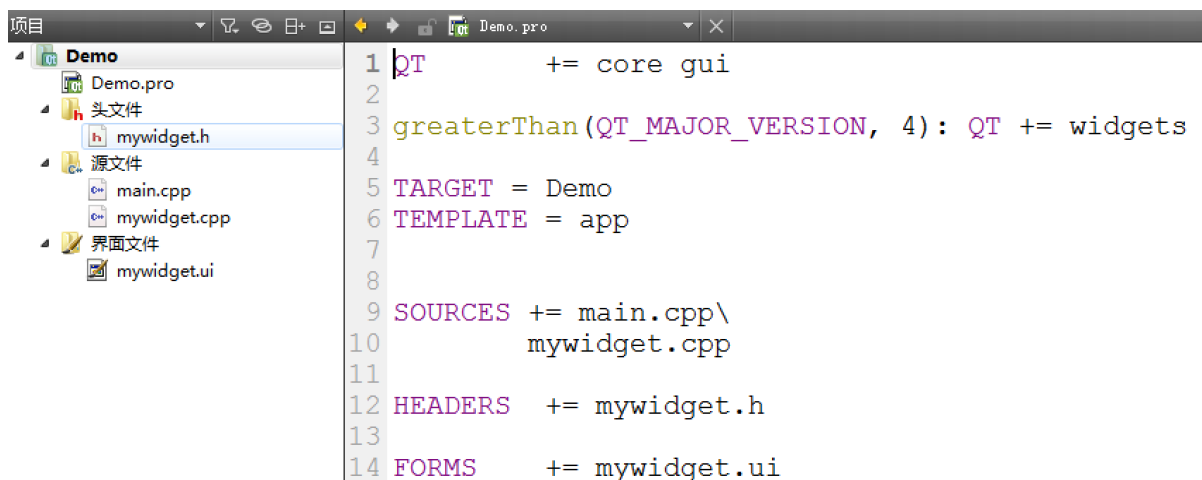 项目
Demo.pro
Demo
Demo.pro
头文件
mywidget.h
源文件
main.cpp
mywidget.cpp
界面文件
mywidget.ui
1 QT       += core gui
2
3 greaterThan(QT_MAJOR_VERSION, 4): QT += widgets
4
5 TARGET = Demo
6 TEMPLATE = app
7
8
9 SOURCES += main.cpp\
10         mywidget.cpp
11
12 HEADERS  += mywidget.h
13
14 FORMS    += mywidget.ui